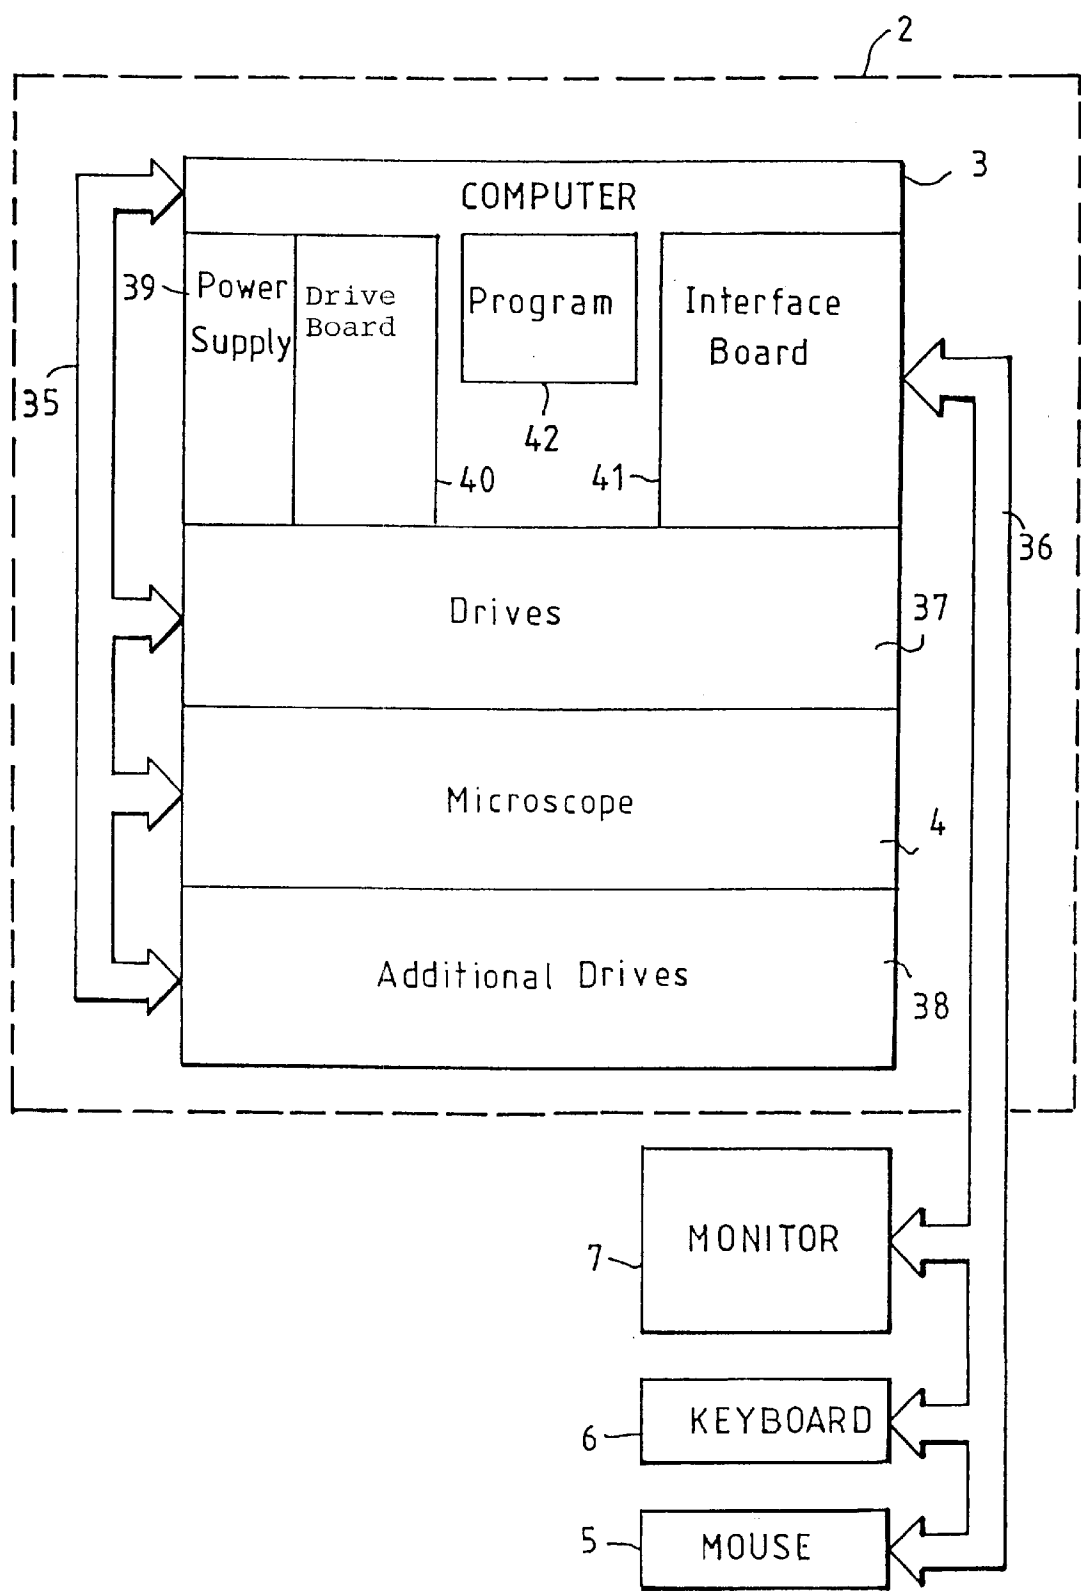 2
3
COMPUTER
39
Power
Supply
Drive
Board
Program
Interface
Board
35
42
40
41
36
Drives
37
Microscope
4
Additional Drives
38
MONITOR
7
KEYBOARD
6
MOUSE
5